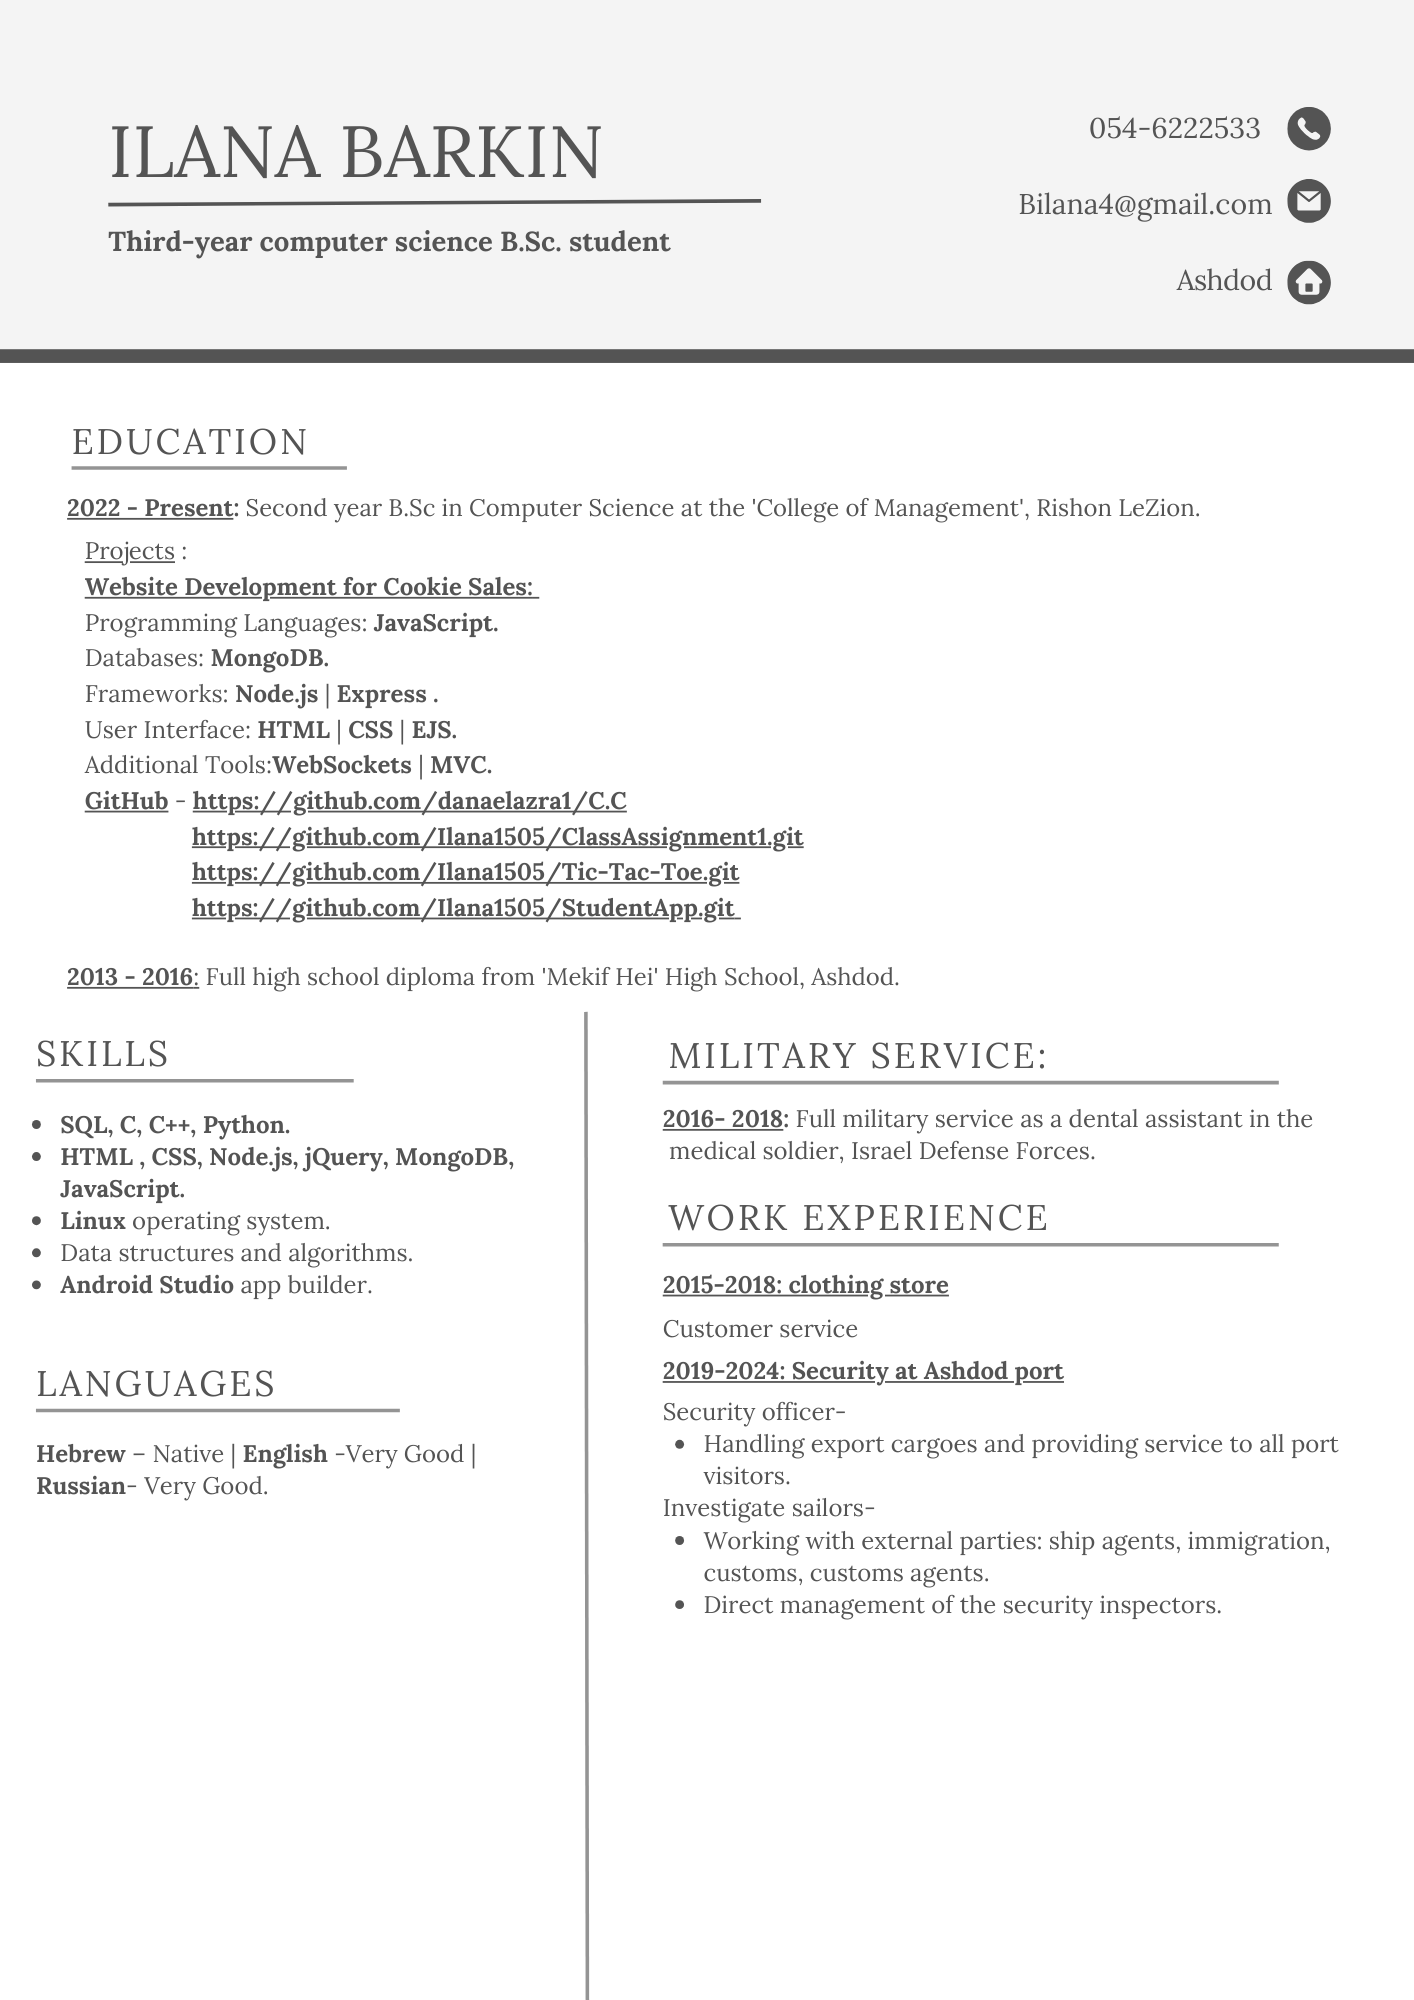 ILANA BARKIN
Third-year computer science B.Sc. student
054-6222533
Bilana4@gmail.com
Ashdod
EDUCATION
2022 - Present: Second year B.Sc in Computer Science at the 'College of Management', Rishon LeZion.
Projects :
Website Development for Cookie Sales:
Programming Languages: JavaScript.
Databases: MongoDB.
Frameworks: Node.js | Express .
User Interface: HTML | CSS | EJS.
Additional Tools:WebSockets | MVC.
GitHub - https://github.com/danaelazra1/C.C
https://github.com/Ilana1505/ClassAssignment1.git
https://github.com/Ilana1505/Tic-Tac-Toe.git
https://github.com/Ilana1505/StudentApp.git
2013 - 2016: Full high school diploma from 'Mekif Hei' High School, Ashdod.
SKILLS
• SQL, C, C++, Python.
• HTML , CSS, Node.js, jQuery, MongoDB,
JavaScript.
• Linux operating system.
• Data structures and algorithms.
• Android Studio app builder.
LANGUAGES
Hebrew – Native | English -Very Good |
Russian- Very Good.
MILITARY SERVICE:
2016- 2018: Full military service as a dental assistant in the
medical soldier, Israel Defense Forces.
WORK EXPERIENCE
2015-2018: clothing store
Customer service
2019-2024: Security at Ashdod port
Security officer-
• Handling export cargoes and providing service to all port
visitors.
Investigate sailors-
• Working with external parties: ship agents, immigration,
customs, customs agents.
• Direct management of the security inspectors.